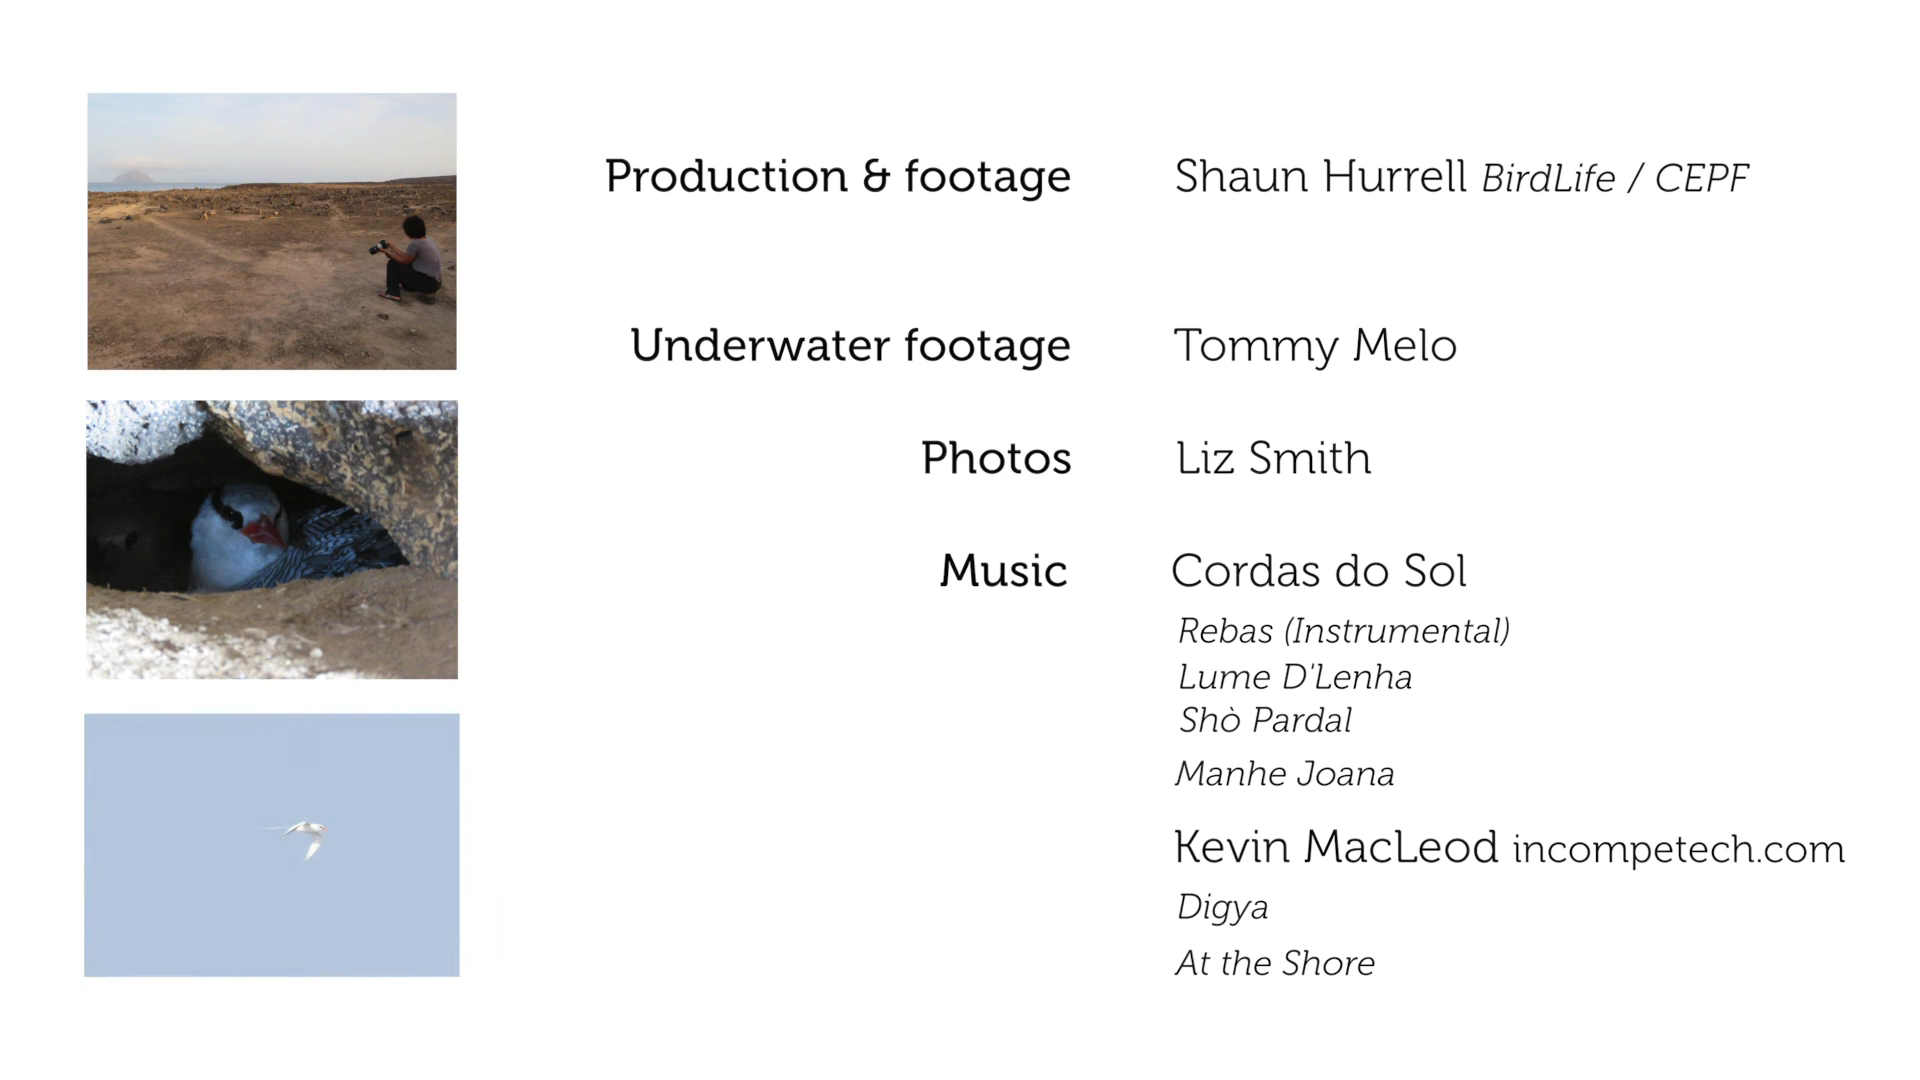 Production & footage Shaun Hurrell BirdLife / CEPF
Underwater footage Tommy Melo
Photos Liz Smith
Music Cordas do Sol
Rebas (Instrumental)
Lume D'Lenha
Shò Pardal
Manhe Joana
Kevin MacLeod incompetech.com
Digya
At the Shore